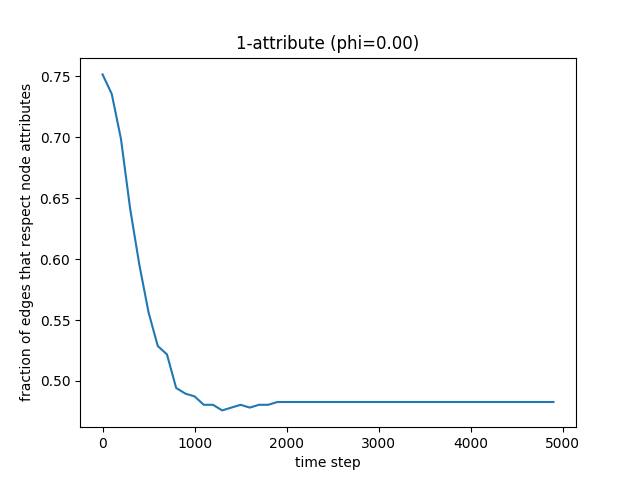 1-attribute (phi=0.00)
fraction of edges that respect node attributes
0.75
0.70
0.65
0.60
0.55
0.50
0 1000 2000 3000 4000 5000
time step